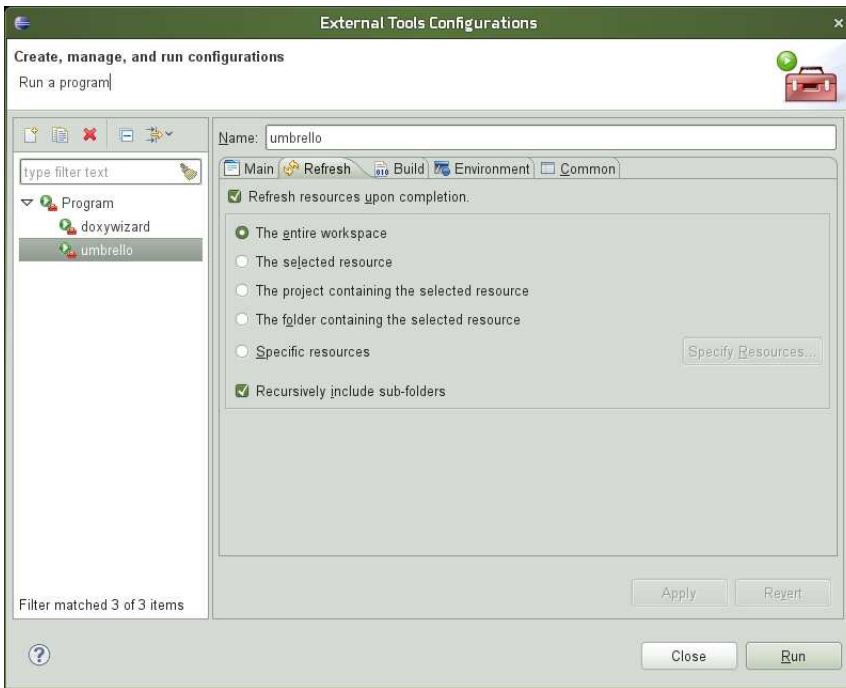 External Tools Configurations
Create, manage, and run configurations
Run a program
type filter text
Program
doxywizard
umbrello
Filter matched 3 of 3 items
Name: umbrello
Main Refresh Build Environment Common
Refresh resources upon completion.
The entire workspace
The selected resource
The project containing the selected resource
The folder containing the selected resource
Specific resources Specify Resources...
Recursively include sub-folders
Apply Revert
Close Run